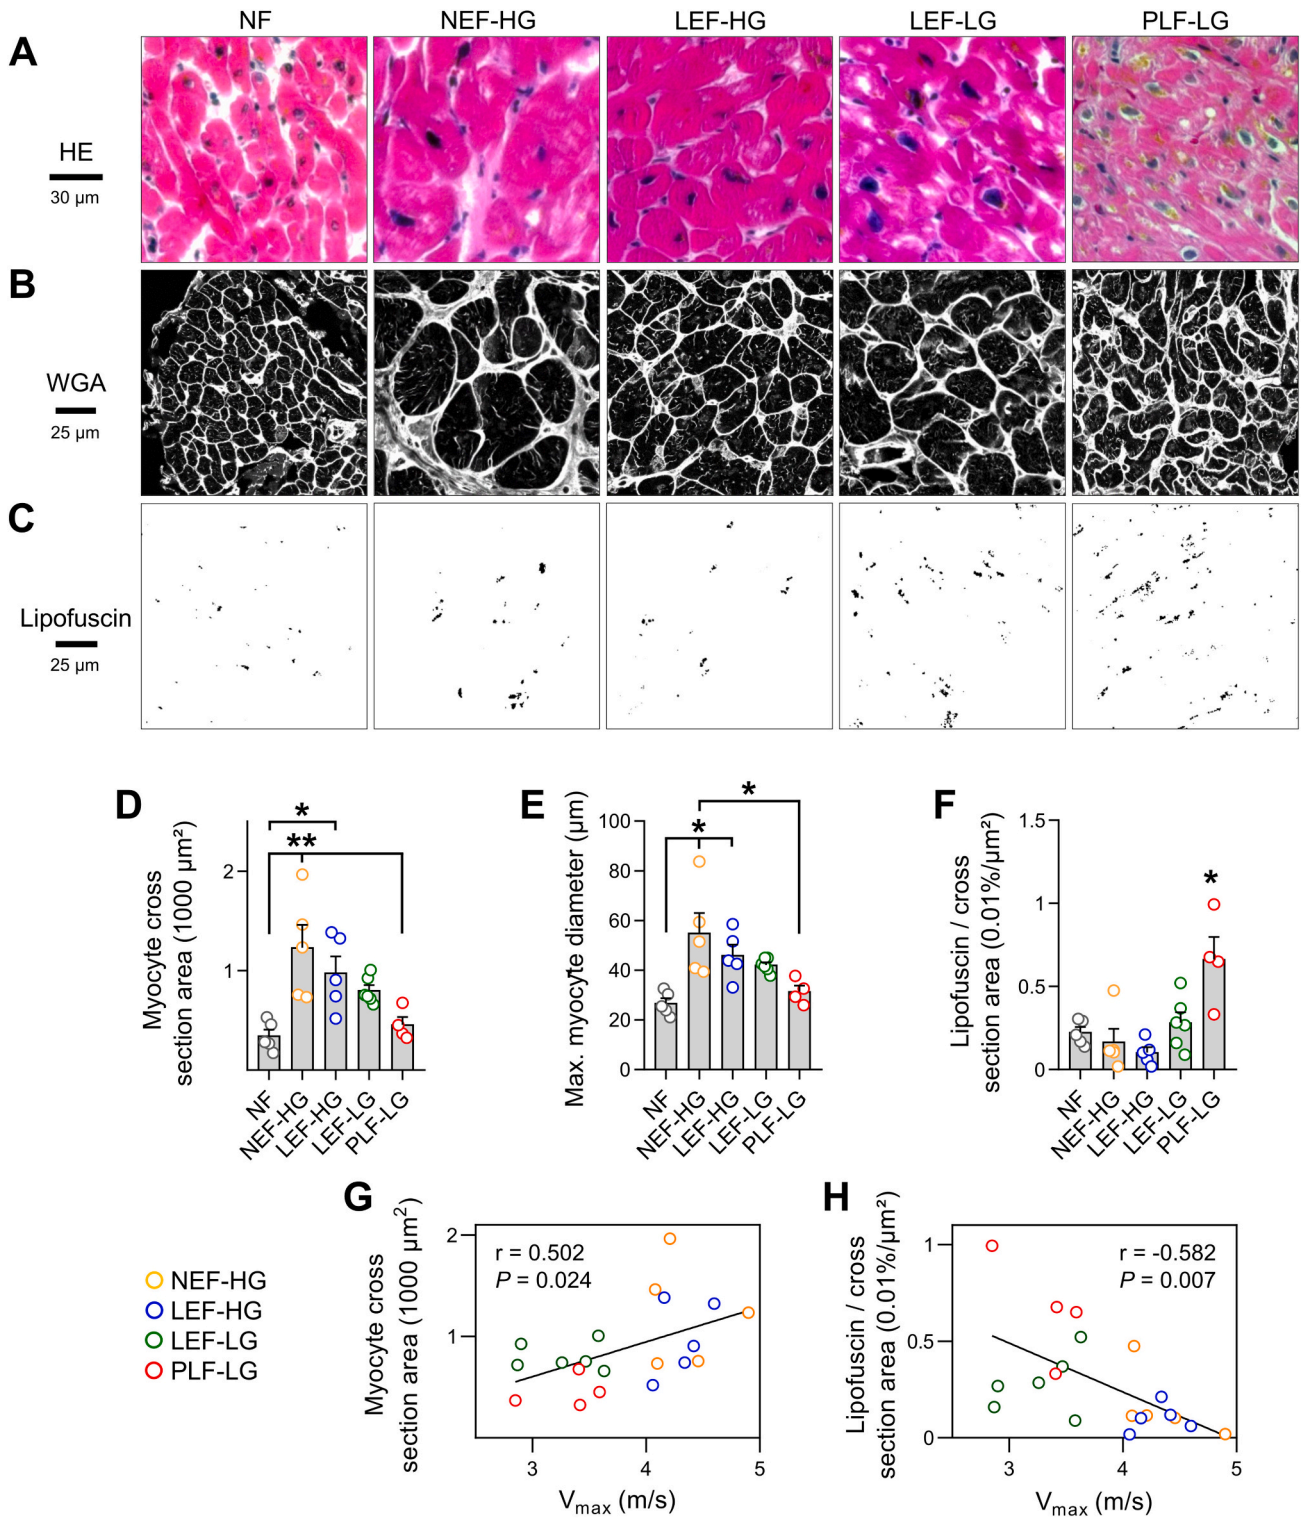 NF NEF-HG LEF-HG LEF-LG PLF-LG
A
HE
30 µm
B
WGA
25 µm
C
Lipofuscin
25 µm
D
Myocyte cross
section area (1000 µm²)
2
1
*
**
NF
NEF-HG
LEF-HG
LEF-LG
PLF-LG
E
Max. myocyte diameter (µm)
100
80
60
40
20
0
*
*
NF
NEF-HG
LEF-HG
LEF-LG
PLF-LG
F
Lipofuscin / cross
section area (0.01%/µm²)
1.5
1
0.5
0
*
NF
NEF-HG
LEF-HG
LEF-LG
PLF-LG
NEF-HG
LEF-HG
LEF-LG
PLF-LG
G
Myocyte cross
section area (1000 µm²)
2
1
r = 0.502
P = 0.024
3 4 5
Vmax (m/s)
H
Lipofuscin / cross
section area (0.01%/µm²)
1
0.5
0
r = -0.582
P = 0.007
3 4 5
Vmax (m/s)